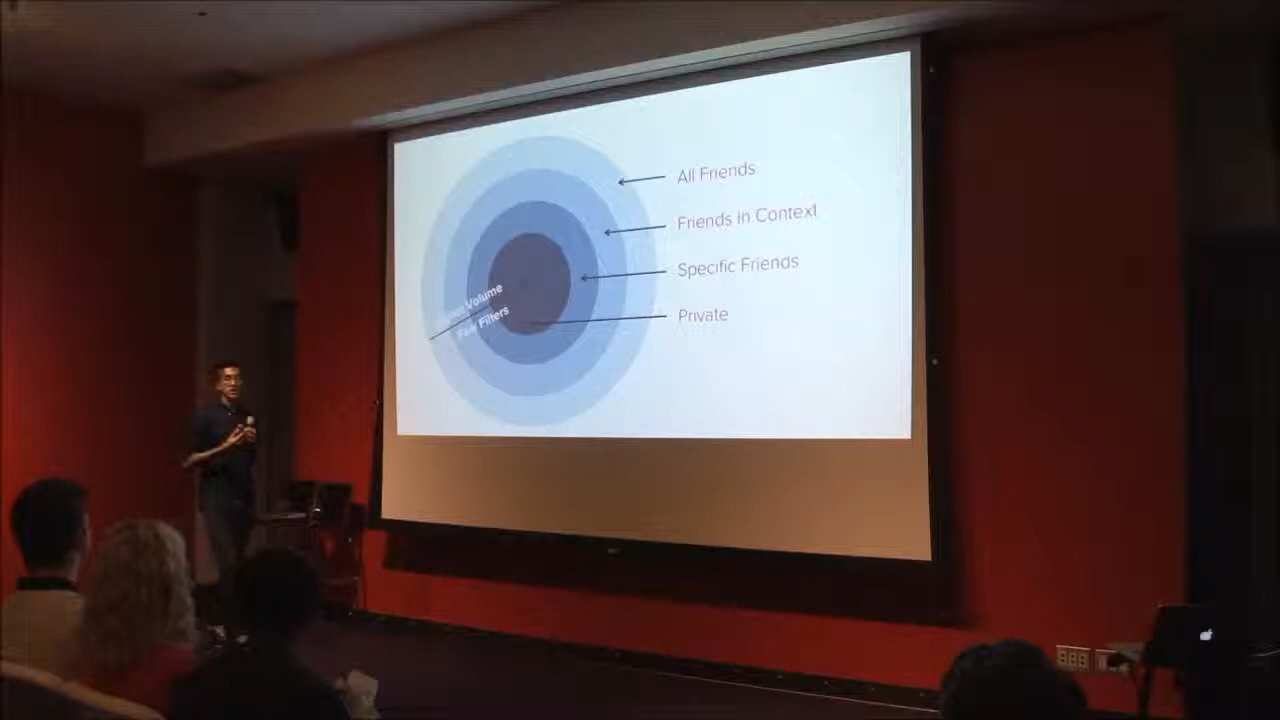 All Friends
Friends in Context
Specific Friends
Private
Volume
Filters